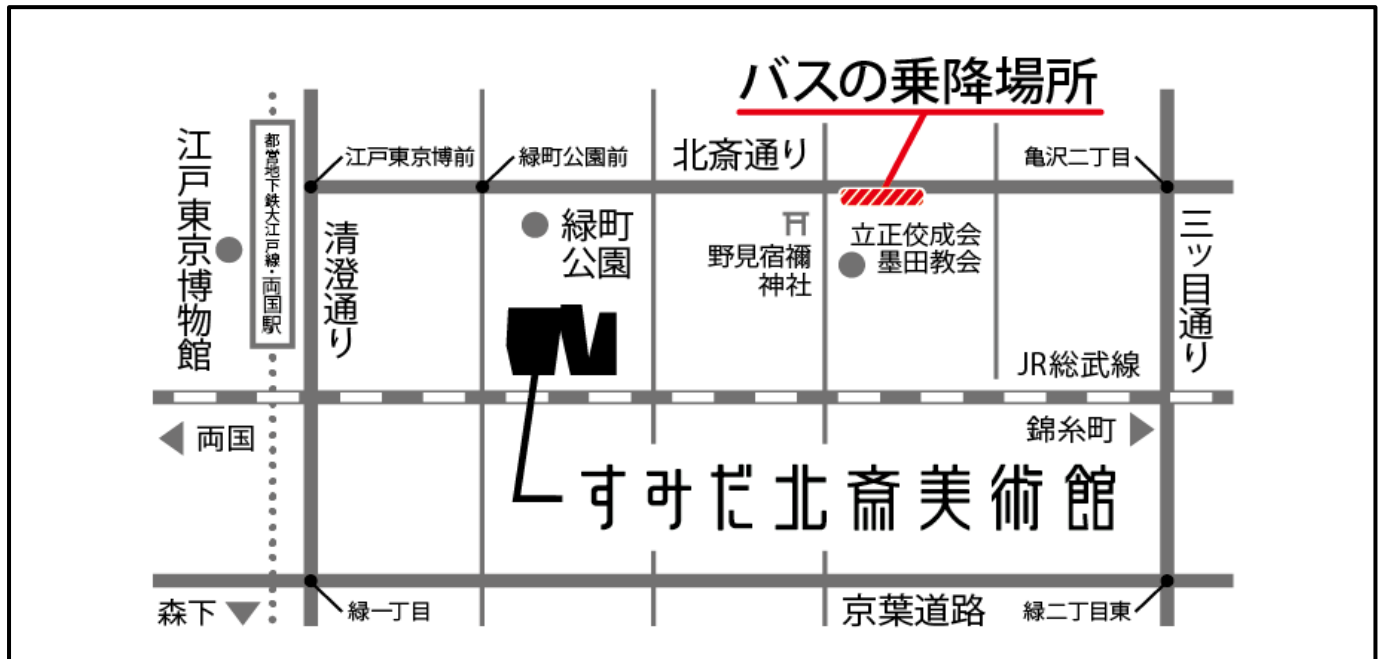 バスの乗降場所
江戸東京博物館
都営地下鉄大江戸線・両国駅
江戸東京博前
緑町公園前
北斎通り
亀沢二丁目
清澄通り
緑町
公園
野見宿禰
神社
立正佼成会
墨田教会
三ッ目通り
JR総武線
両国
錦糸町
すみだ北斎美術館
森下
緑一丁目
京葉道路
緑二丁目東